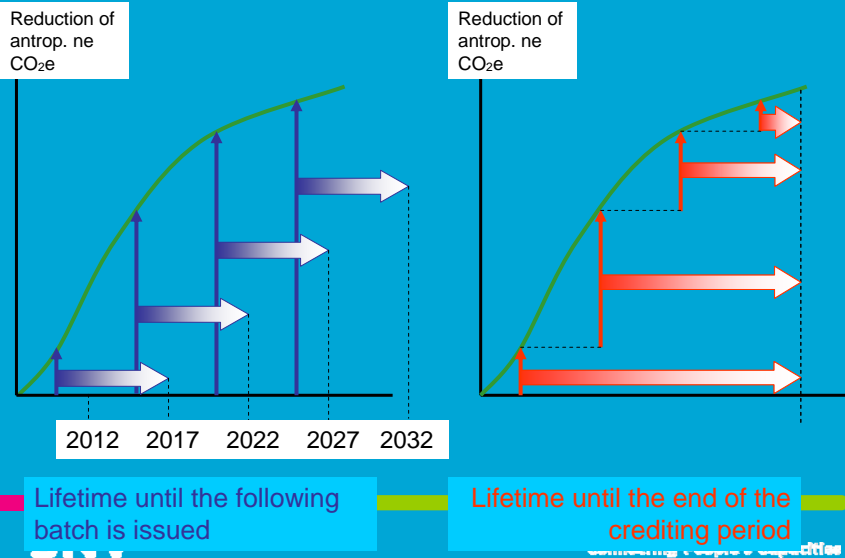 Reduction of
antrop. ne
CO₂e
Reduction of
antrop. ne
CO₂e
2012 2017 2022 2027 2032
Lifetime until the following
batch is issued
Lifetime until the end of the
crediting period